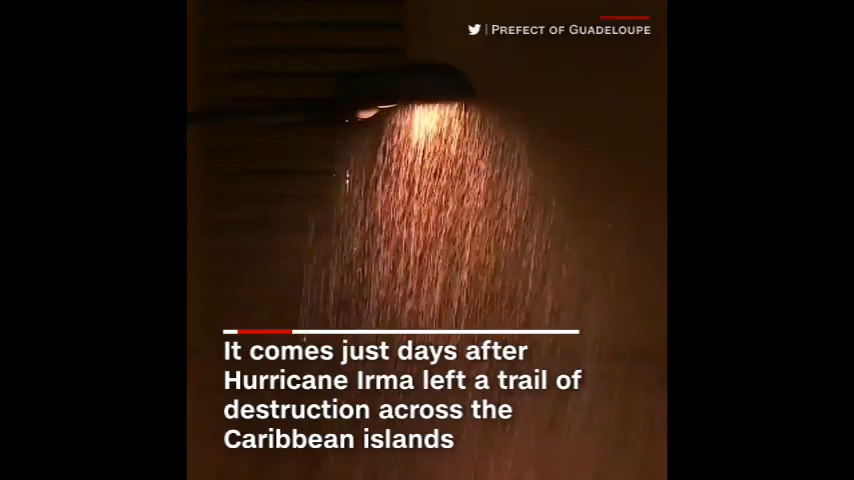 | PREFECT OF GUADELOUPE
It comes just days after
Hurricane Irma left a trail of
destruction across the
Caribbean islands